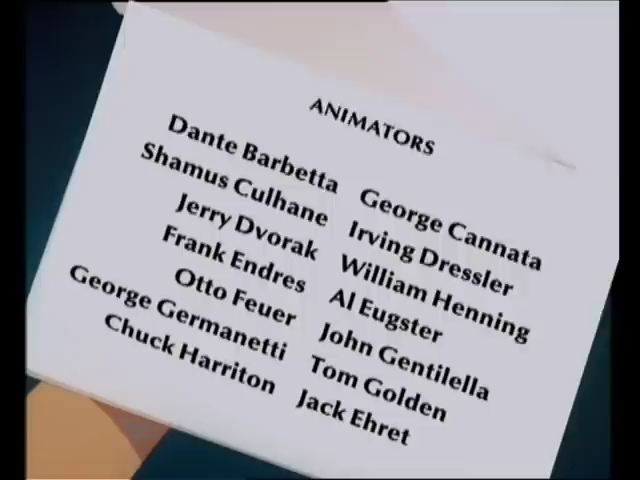 ANIMATORS
Dante Barbetta George Cannata
Shamus Culhane Irving Dressler
Jerry Dvorak William Henning
Frank Endres Al Eugster
Otto Feuer John Gentilella
George Germanetti Tom Golden
Chuck Harriton Jack Ehret